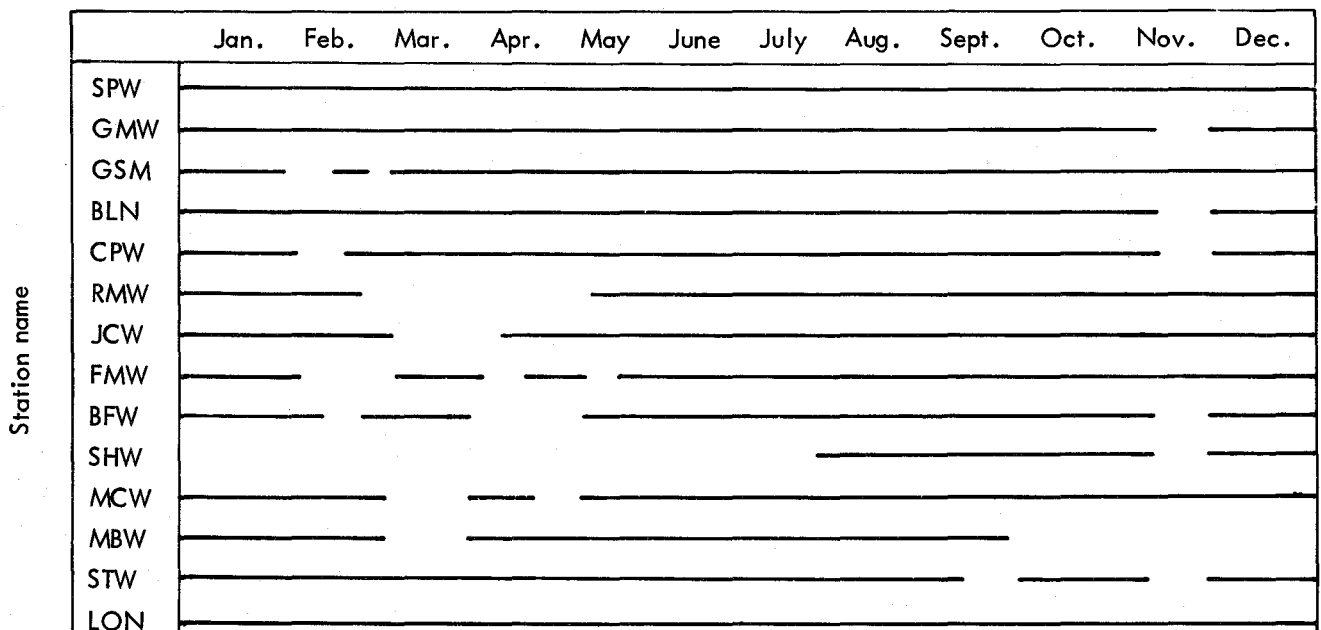 Jan. Feb. Mar. Apr. May June July Aug. Sept. Oct. Nov. Dec.
Station name
SPW
GMW
GSM
BLN
CPW
RMW
JCW
FMW
BFW
SHW
MCW
MBW
STW
LON